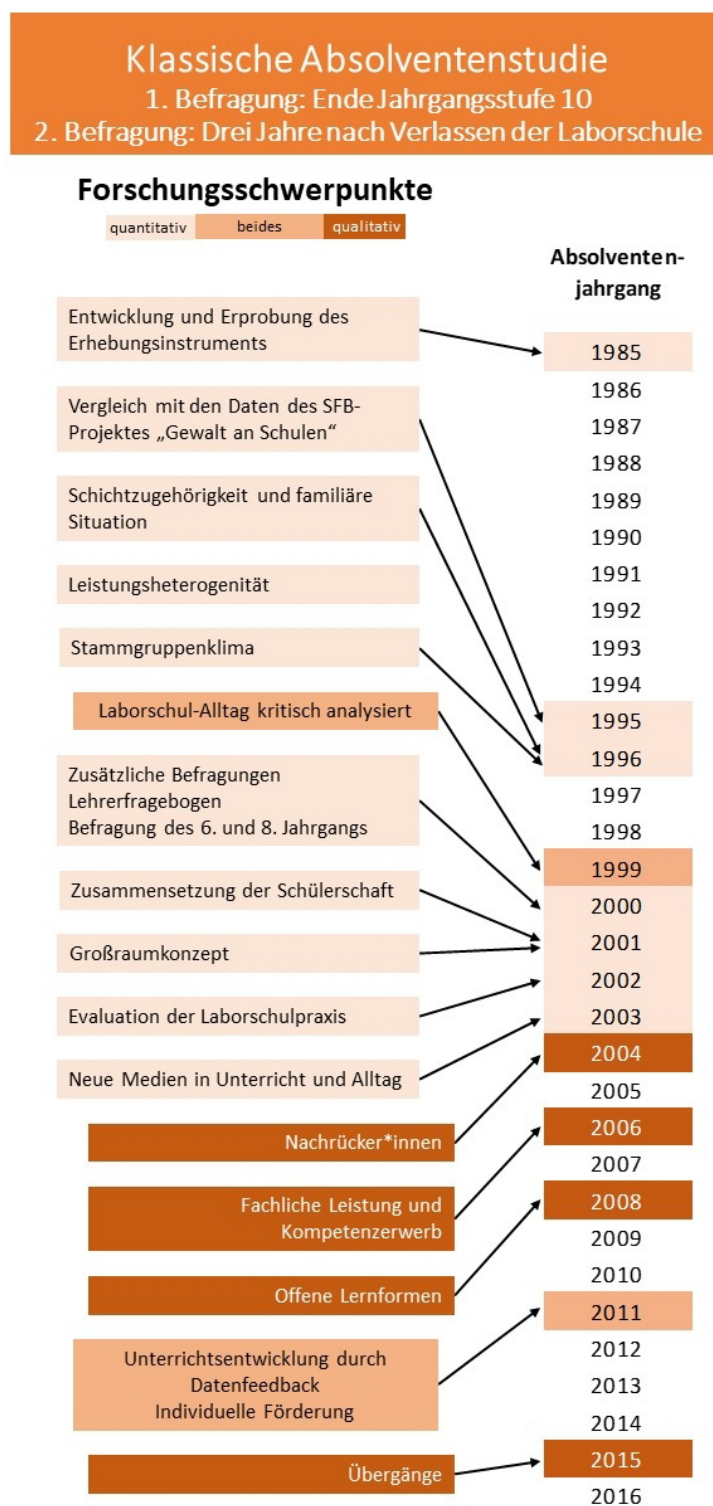 Klassische Absolventenstudie
1. Befragung: Ende Jahrgangsstufe 10
2. Befragung: Drei Jahre nach Verlassen der Laborschule
Forschungsschwerpunkte
quantitativ beides qualitativ
Absolventen-
jahrgang
Entwicklung und Erprobung des
Erhebungsinstruments
Vergleich mit den Daten des SFB-
Projektes „Gewalt an Schulen“
Schichtzugehörigkeit und familiäre
Situation
Leistungsheterogenität
Stammgruppenklima
Laborschul-Alltag kritisch analysiert
Zusätzliche Befragungen
Lehrerfragebogen
Befragung des 6. und 8. Jahrgangs
Zusammensetzung der Schülerschaft
Großraumkonzept
Evaluation der Laborschulpraxis
Neue Medien in Unterricht und Alltag
Nachrücker*innen
Fachliche Leistung und
Kompetenzerwerb
Offene Lernformen
Unterrichtsentwicklung durch
Datenfeedback
Individuelle Förderung
Übergänge
1985
1986
1987
1988
1989
1990
1991
1992
1993
1994
1995
1996
1997
1998
1999
2000
2001
2002
2003
2004
2005
2006
2007
2008
2009
2010
2011
2012
2013
2014
2015
2016